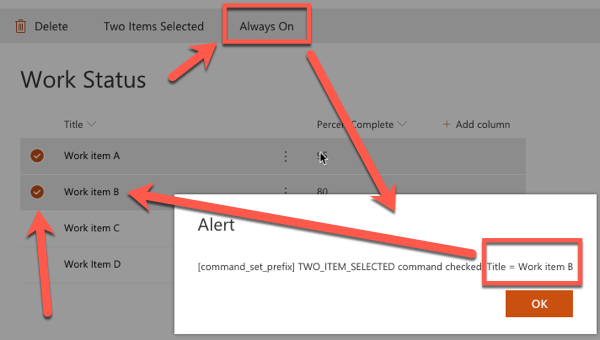 Delete Two Items Selected Always On
Work Status
Title Percent Complete + Add column
Work item A
Work item B 80
Alert
Work item C
[command_set_prefix] TWO_ITEM_SELECTED command checked Title = Work item B
Work Item D
OK